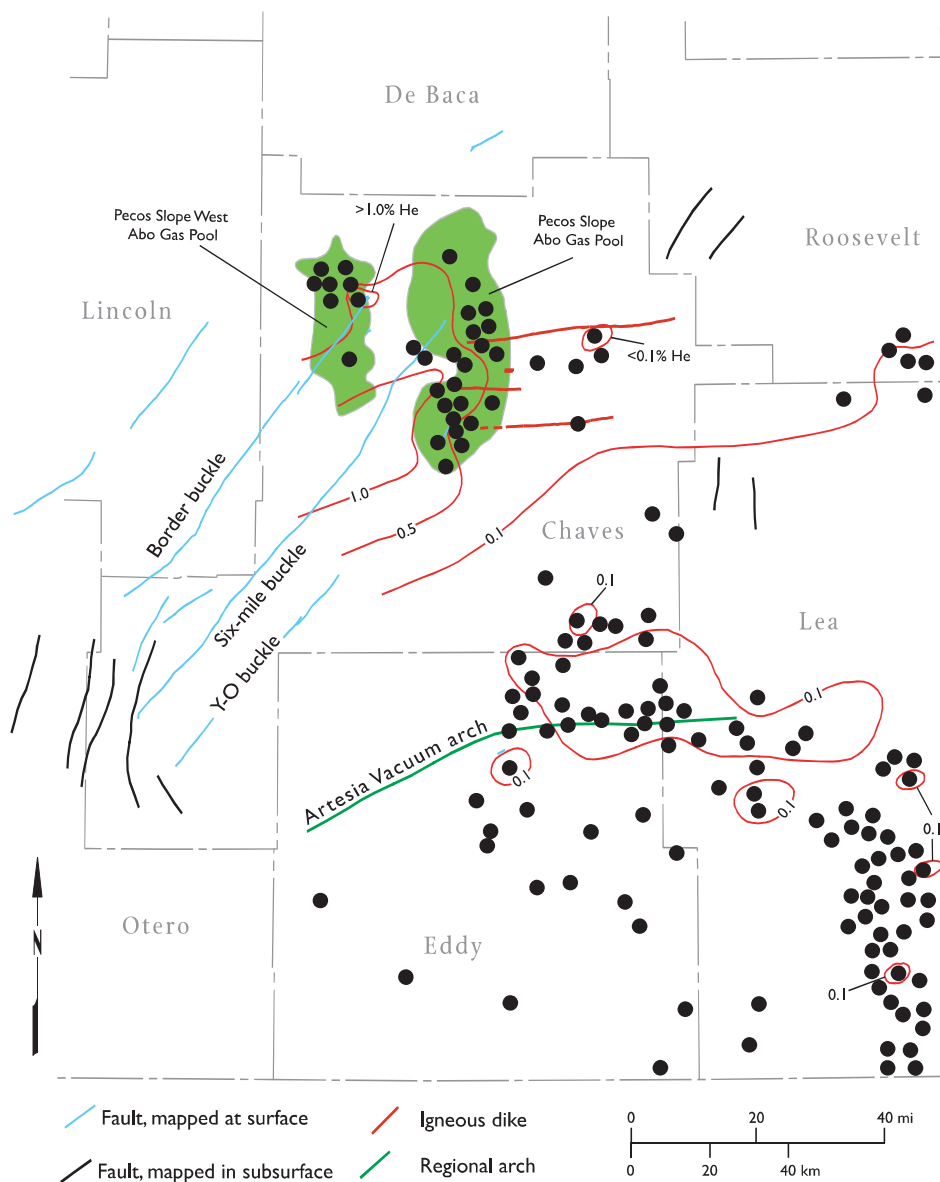 De Baca
Pecos Slope West
Abo Gas Pool
>1.0% He
Pecos Slope
Abo Gas Pool
Roosevelt
Lincoln
<0.1% He
Border buckle
1.0
0.5
0.1
Chaves
Six-mile buckle
0.1
Lea
Y-O buckle
0.1
Artesia Vacuum arch
0.1
0.1
0.1
Otero
Eddy
N
0.1
Fault, mapped at surface
Igneous dike
0 20 40 mi
Fault, mapped in subsurface
Regional arch
0 20 40 km